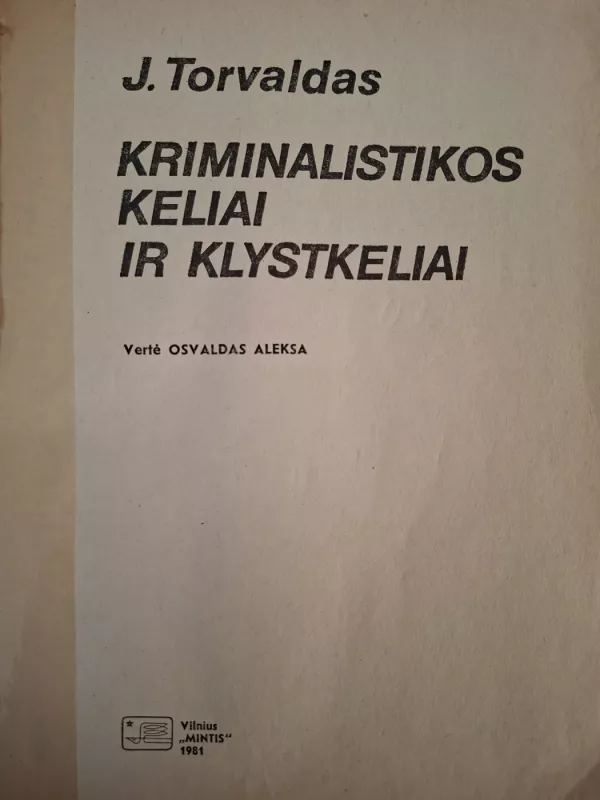 J. Torvaldas
KRIMINALISTIKOS
KELIAI
IR KLYSTKELIAI
Vertė OSVALDAS ALEKSA
Vilnius
„MINTIS“
1981